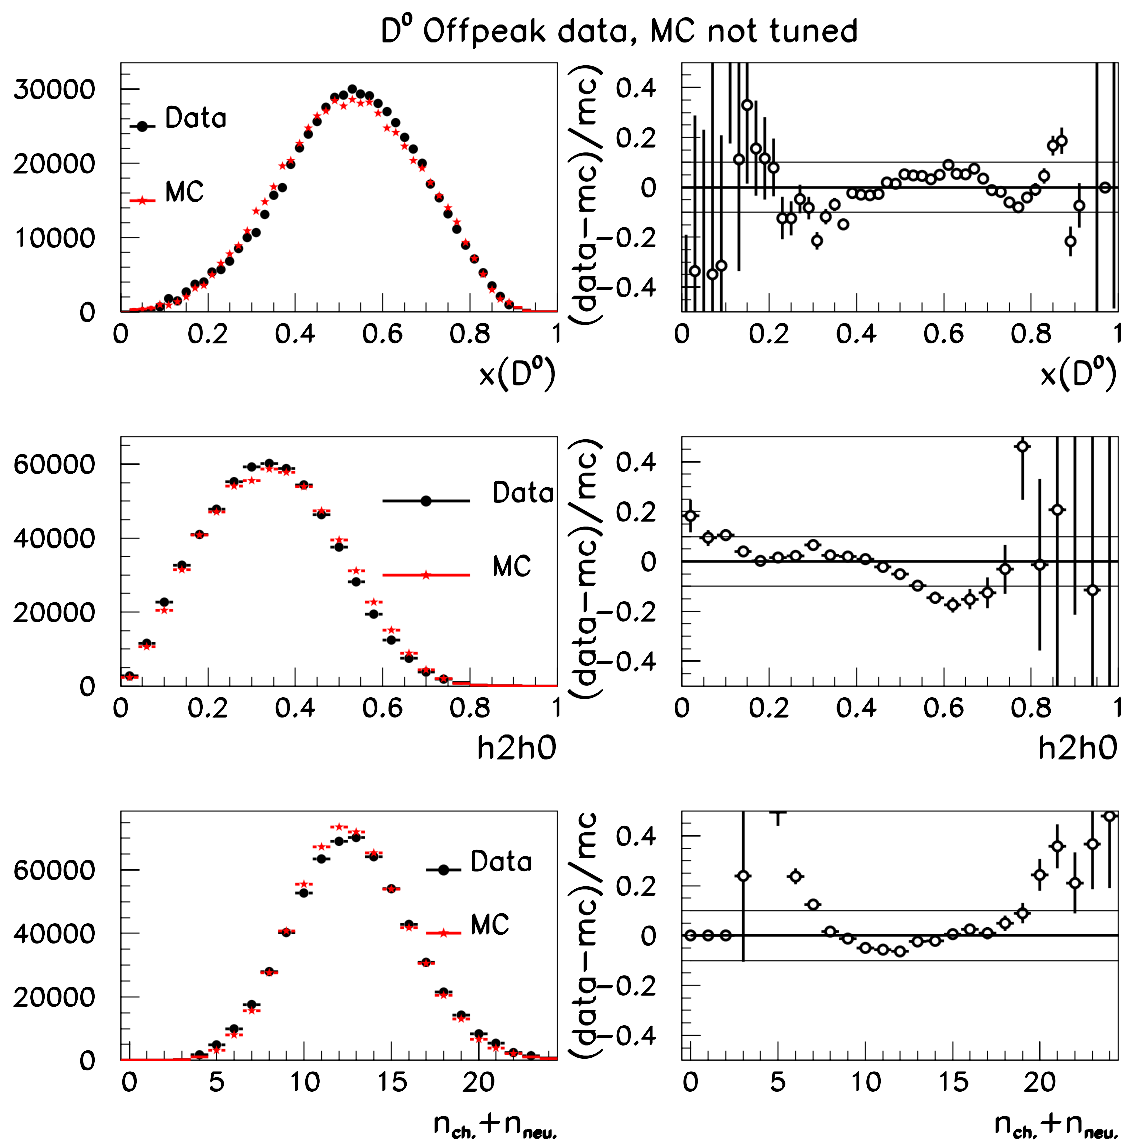 D⁰ Offpeak data, MC not tuned
30000
20000
10000
0
Data
MC
0 0.2 0.4 0.6 0.8 1
x(D⁰)
(data−mc)/mc
0.4
0.2
0
−0.2
−0.4
0 0.2 0.4 0.6 0.8 1
x(D⁰)
60000
40000
20000
0
Data
MC
0 0.2 0.4 0.6 0.8 1
h2h0
(data−mc)/mc
0.4
0.2
0
−0.2
−0.4
0 0.2 0.4 0.6 0.8 1
h2h0
60000
40000
20000
0
Data
MC
0 5 10 15 20
n_ch.+n_neu.
(data−mc)/mc
0.4
0.2
0
−0.2
−0.4
0 5 10 15 20
n_ch.+n_neu.